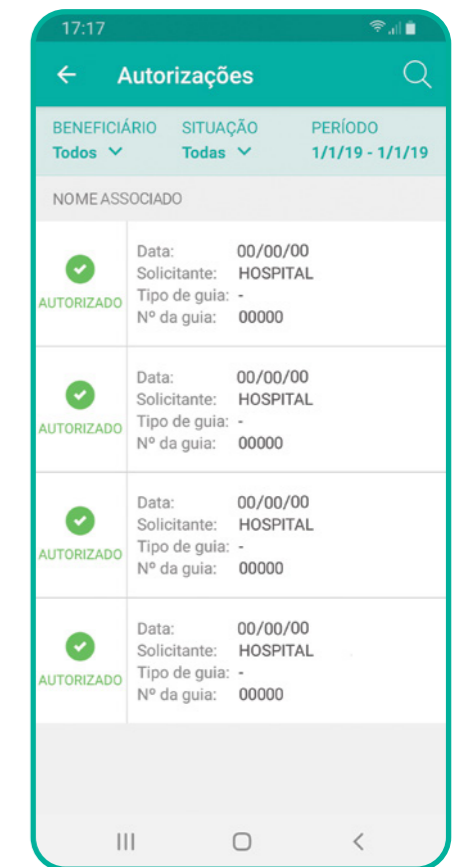 17:17
Autorizações
BENEFICIÁRIO SITUAÇÃO PERÍODO
Todos Todas 1/1/19 - 1/1/19
NOME ASSOCIADO
Data: 00/00/00
Solicitante: HOSPITAL
Tipo de guia: -
Nº da guia: 00000
AUTORIZADO
Data: 00/00/00
Solicitante: HOSPITAL
Tipo de guia: -
Nº da guia: 00000
AUTORIZADO
Data: 00/00/00
Solicitante: HOSPITAL
Tipo de guia: -
Nº da guia: 00000
AUTORIZADO
Data: 00/00/00
Solicitante: HOSPITAL
Tipo de guia: -
Nº da guia: 00000
AUTORIZADO